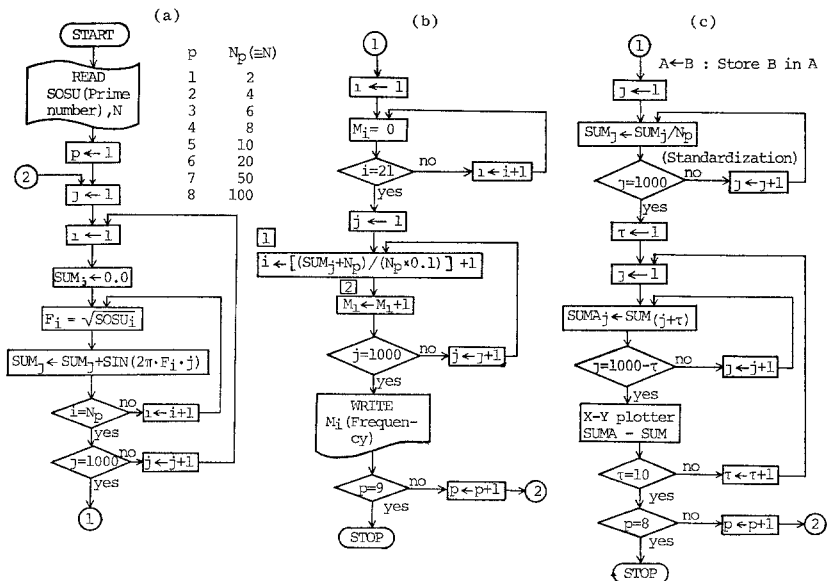 (a)
START
READ
SOSU(Prime
number),N
p←1
2
j←1
i←1
SUMj←0.0
Fi = √SOSUi
SUMj←SUMj+SIN(2π·Fi·j)
i=Np
no
i←i+1
yes
j=1000
no
j←j+1
yes
1
p Np(≡N)
1 2
2 4
3 6
4 8
5 10
6 20
7 50
8 100
(b)
1
i←1
Mi= 0
i=21
no
i←i+1
yes
j←1
1
i←[(SUMj+Np)/(Np*0.1)] +1
2
Mi←Mi+1
j=1000
no
j←j+1
yes
WRITE
Mi(Frequen-
cy)
p=9
no
p←p+1
2
yes
STOP
(c)
1
A←B : Store B in A
j←1
SUMj←SUMj/Np
(Standardization)
j=1000
no
j←j+1
yes
τ←1
j←1
SUMAj←SUM(j+τ)
j=1000-τ
no
j←j+1
yes
X-Y plotter
SUMA - SUM
τ=10
no
τ←τ+1
yes
p=8
no
p←p+1
2
yes
STOP